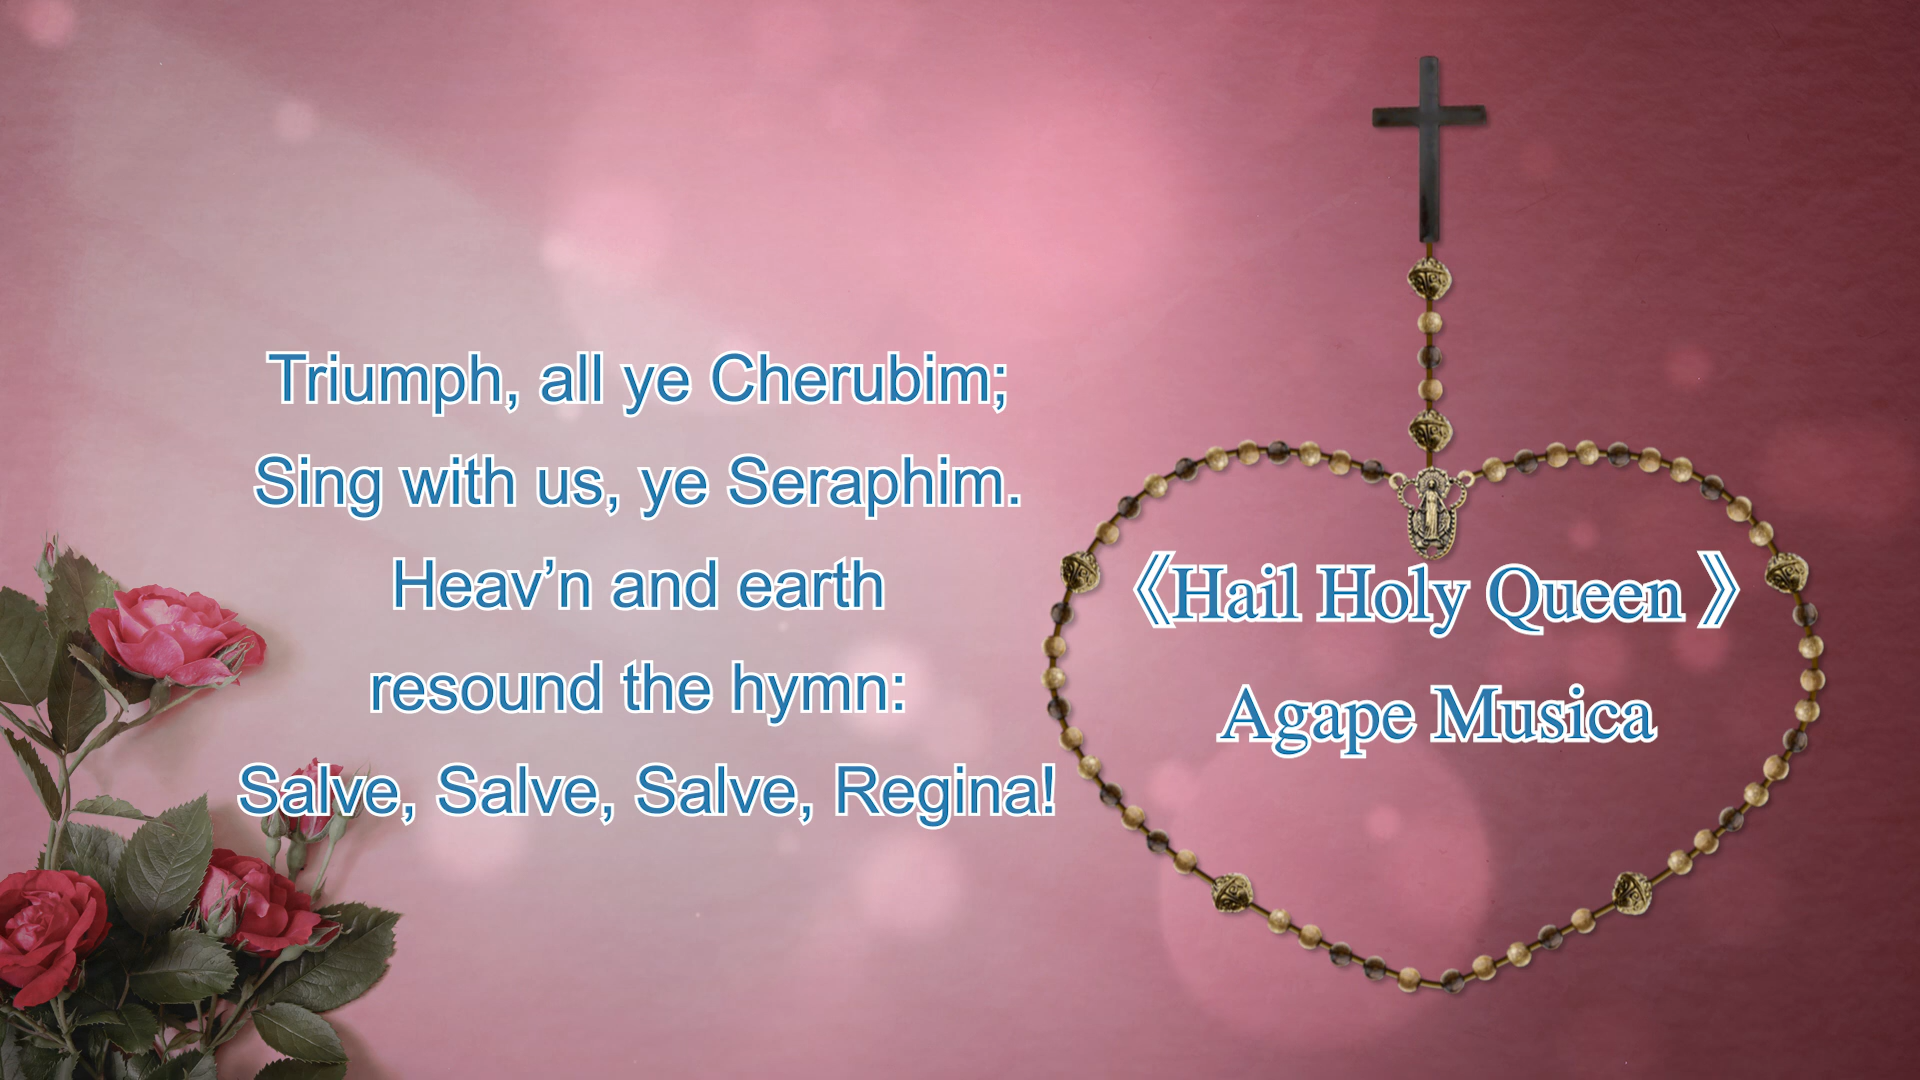 Triumph, all ye Cherubim;
Sing with us, ye Seraphim.
Heav’n and earth
resound the hymn:
Salve, Salve, Salve, Regina!
《Hail Holy Queen 》
Agape Musica